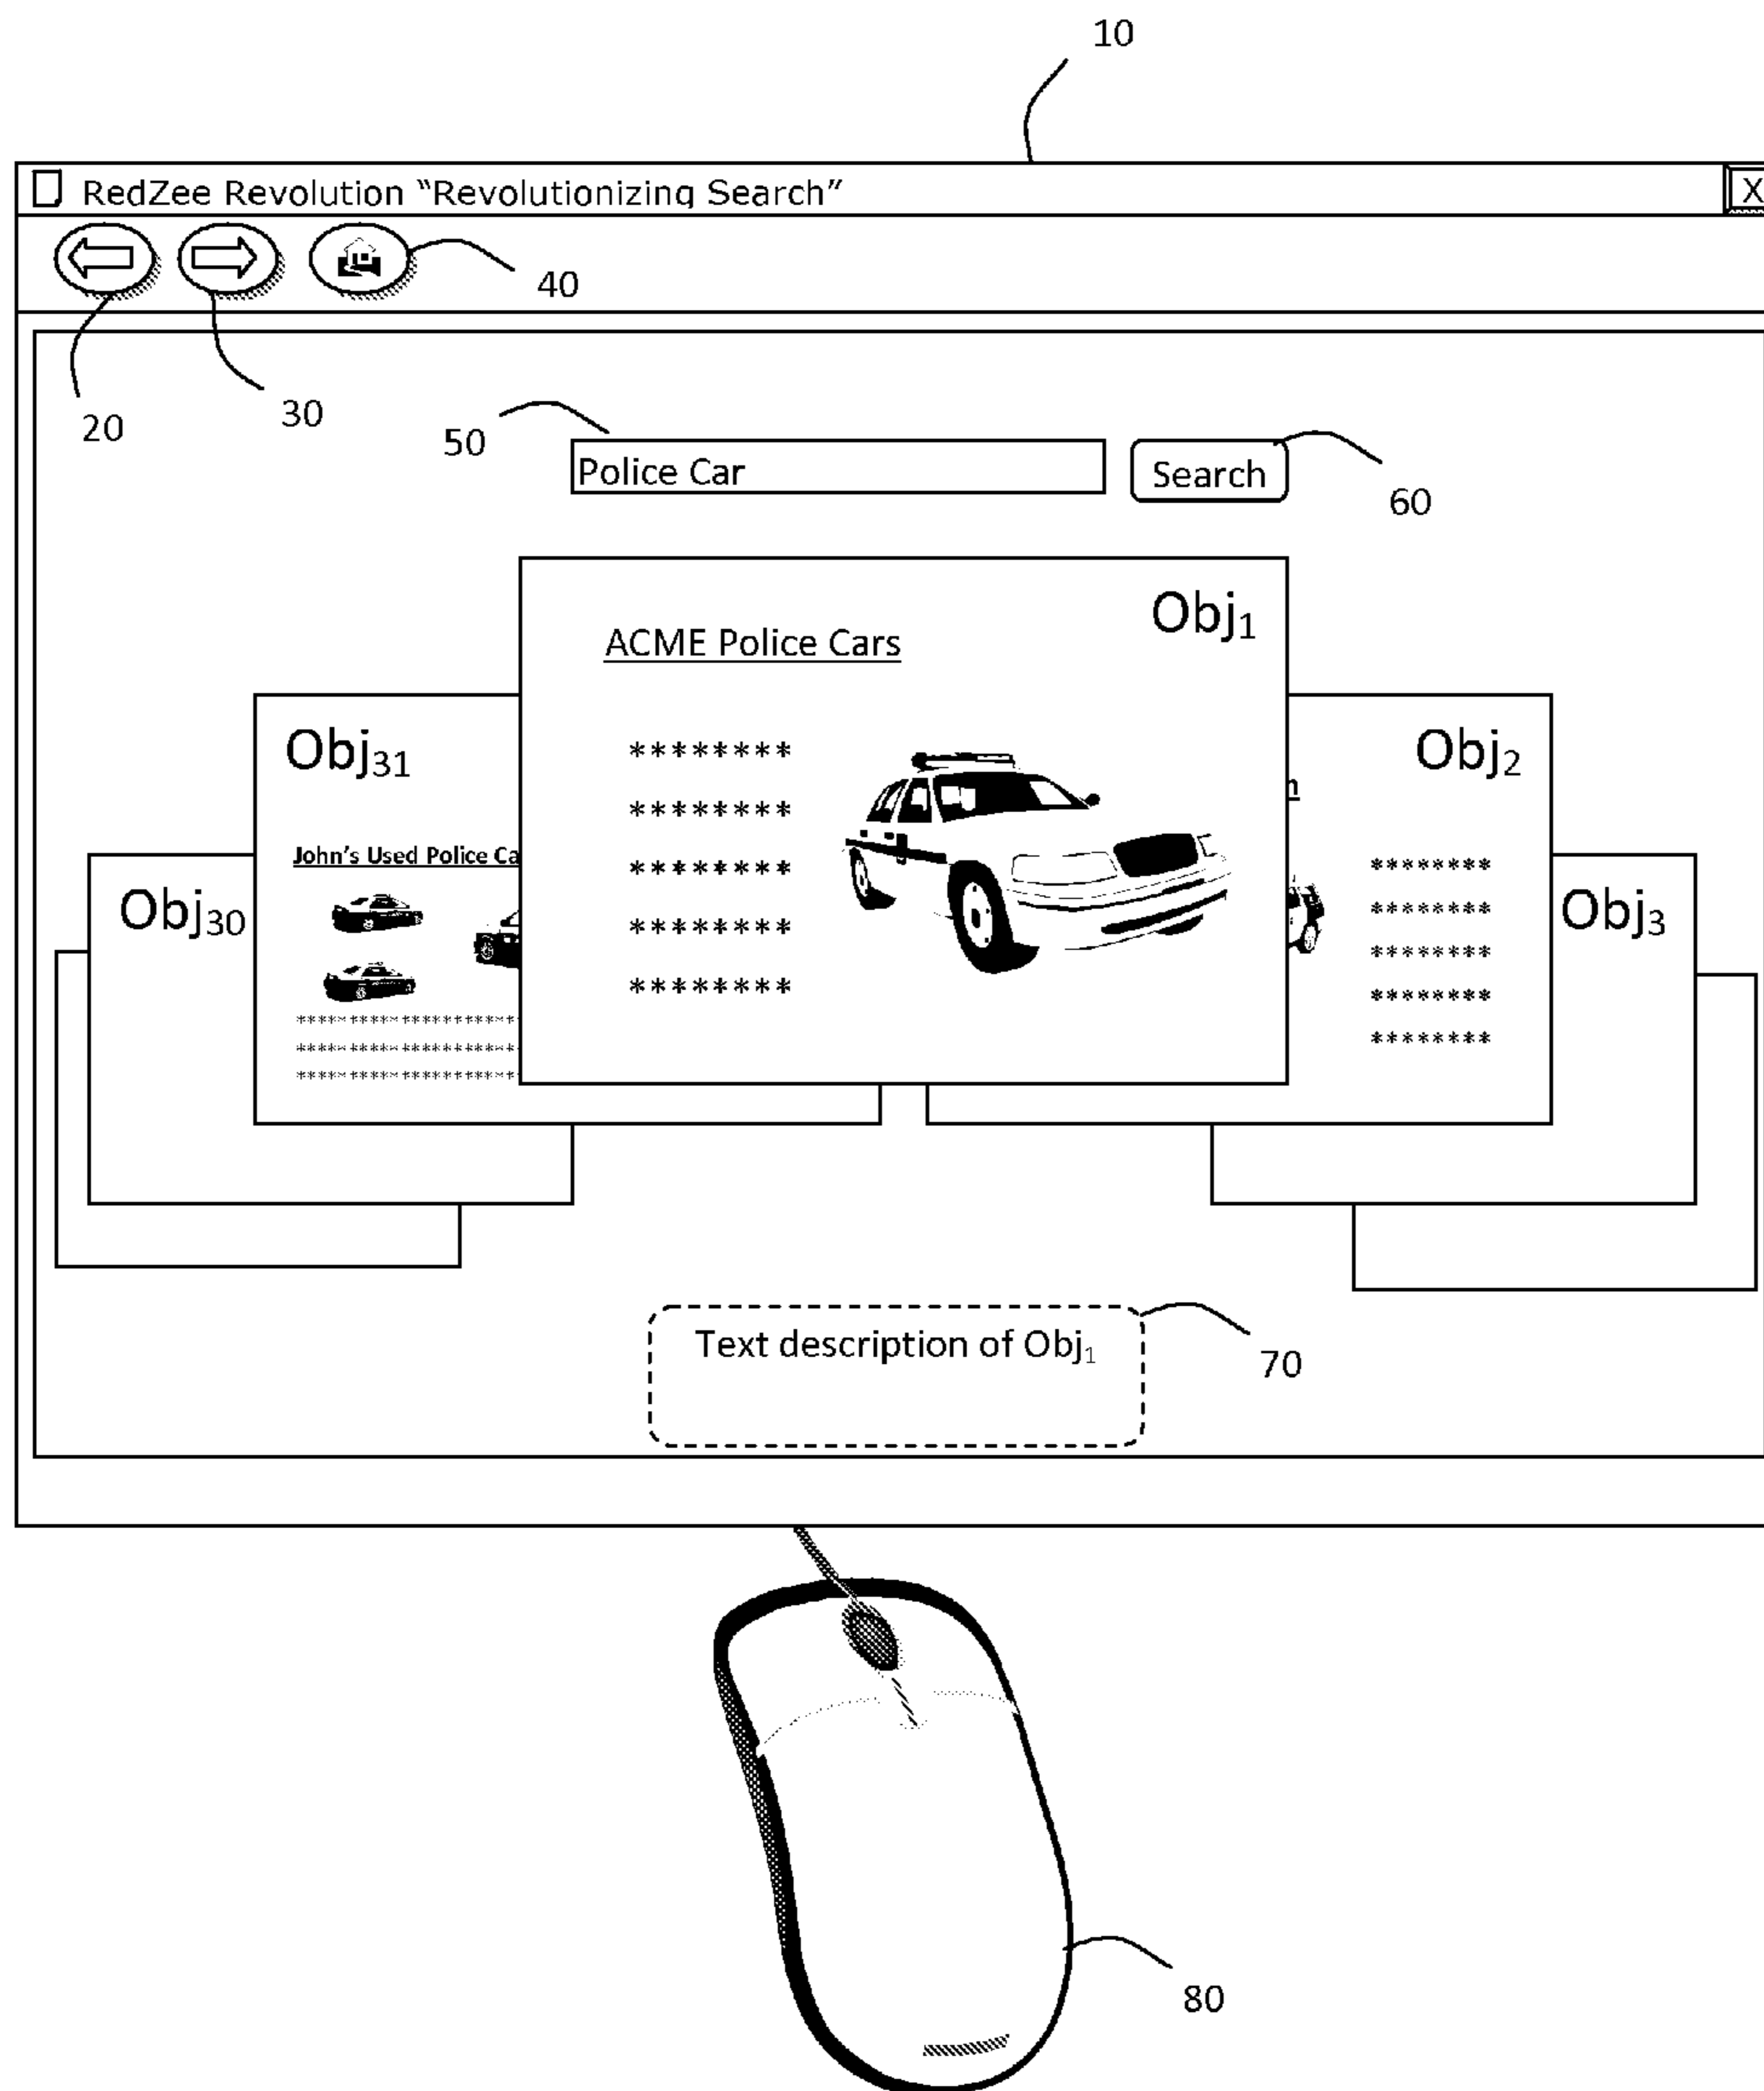 10
RedZee Revolution “Revolutionizing Search”
X
40
20
30
50
Police Car
Search
60
Obj1
ACME Police Cars
********
********
********
********
********
Obj31
John's Used Police Ca
Obj2
********
********
********
********
********
Obj30
Obj3
Text description of Obj1
70
80